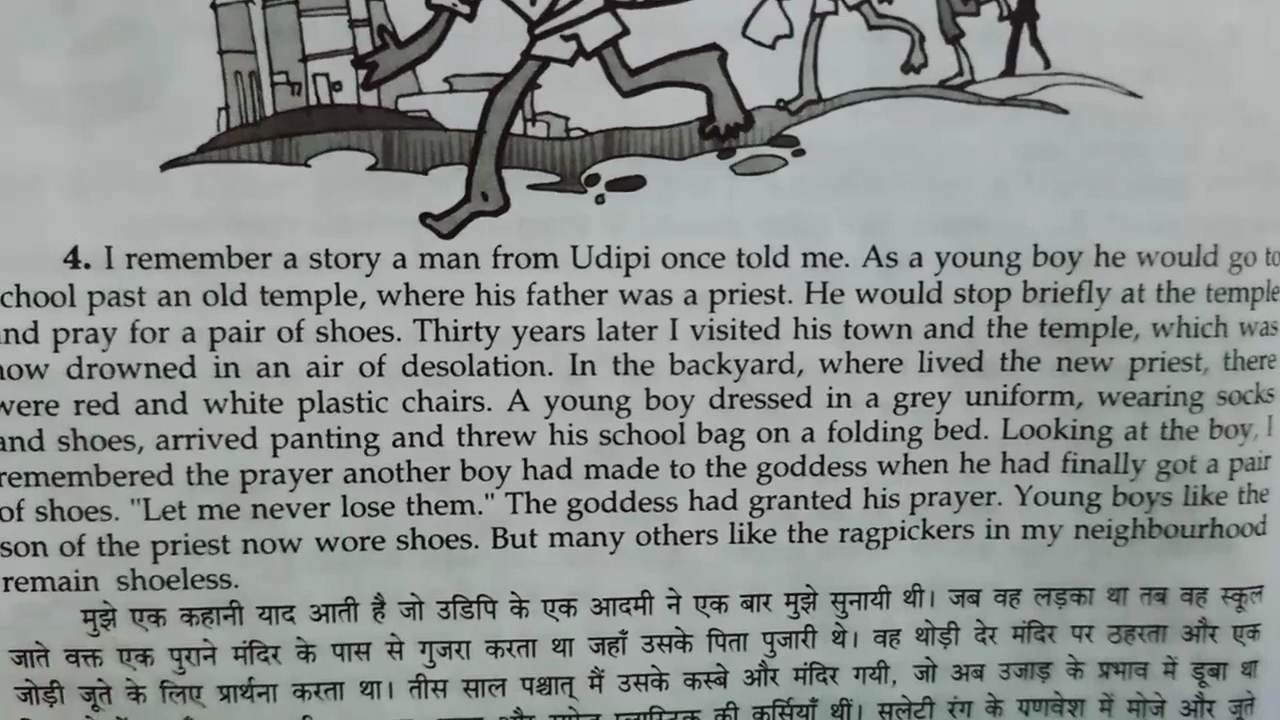 4. I remember a story a man from Udipi once told me. As a young boy he would go to
chool past an old temple, where his father was a priest. He would stop briefly at the temple
nd pray for a pair of shoes. Thirty years later I visited his town and the temple, which was
now drowned in an air of desolation. In the backyard, where lived the new priest, there
were red and white plastic chairs. A young boy dressed in a grey uniform, wearing socks
and shoes, arrived panting and threw his school bag on a folding bed. Looking at the boy, I
remembered the prayer another boy had made to the goddess when he had finally got a pair
of shoes. "Let me never lose them." The goddess had granted his prayer. Young boys like the
son of the priest now wore shoes. But many others like the ragpickers in my neighbourhood
remain shoeless.
मुझे एक कहानी याद आती है जो उडिपि के एक आदमी ने एक बार मुझे सुनायी थी। जब वह लड़का था तब वह स्कूल
जाते वक्त एक पुराने मंदिर के पास से गुजरा करता था जहाँ उसके पिता पुजारी थे। वह थोड़ी देर मंदिर पर ठहरता और एक
जोड़ी जूते के लिए प्रार्थना करता था। तीस साल पश्चात् मैं उसके कस्बे और मंदिर गयी, जो अब उजाड़ के प्रभाव में डूबा था
की कुर्सियाँ थीं। सलेटी रंग के गणवेश में मोजे और जूते